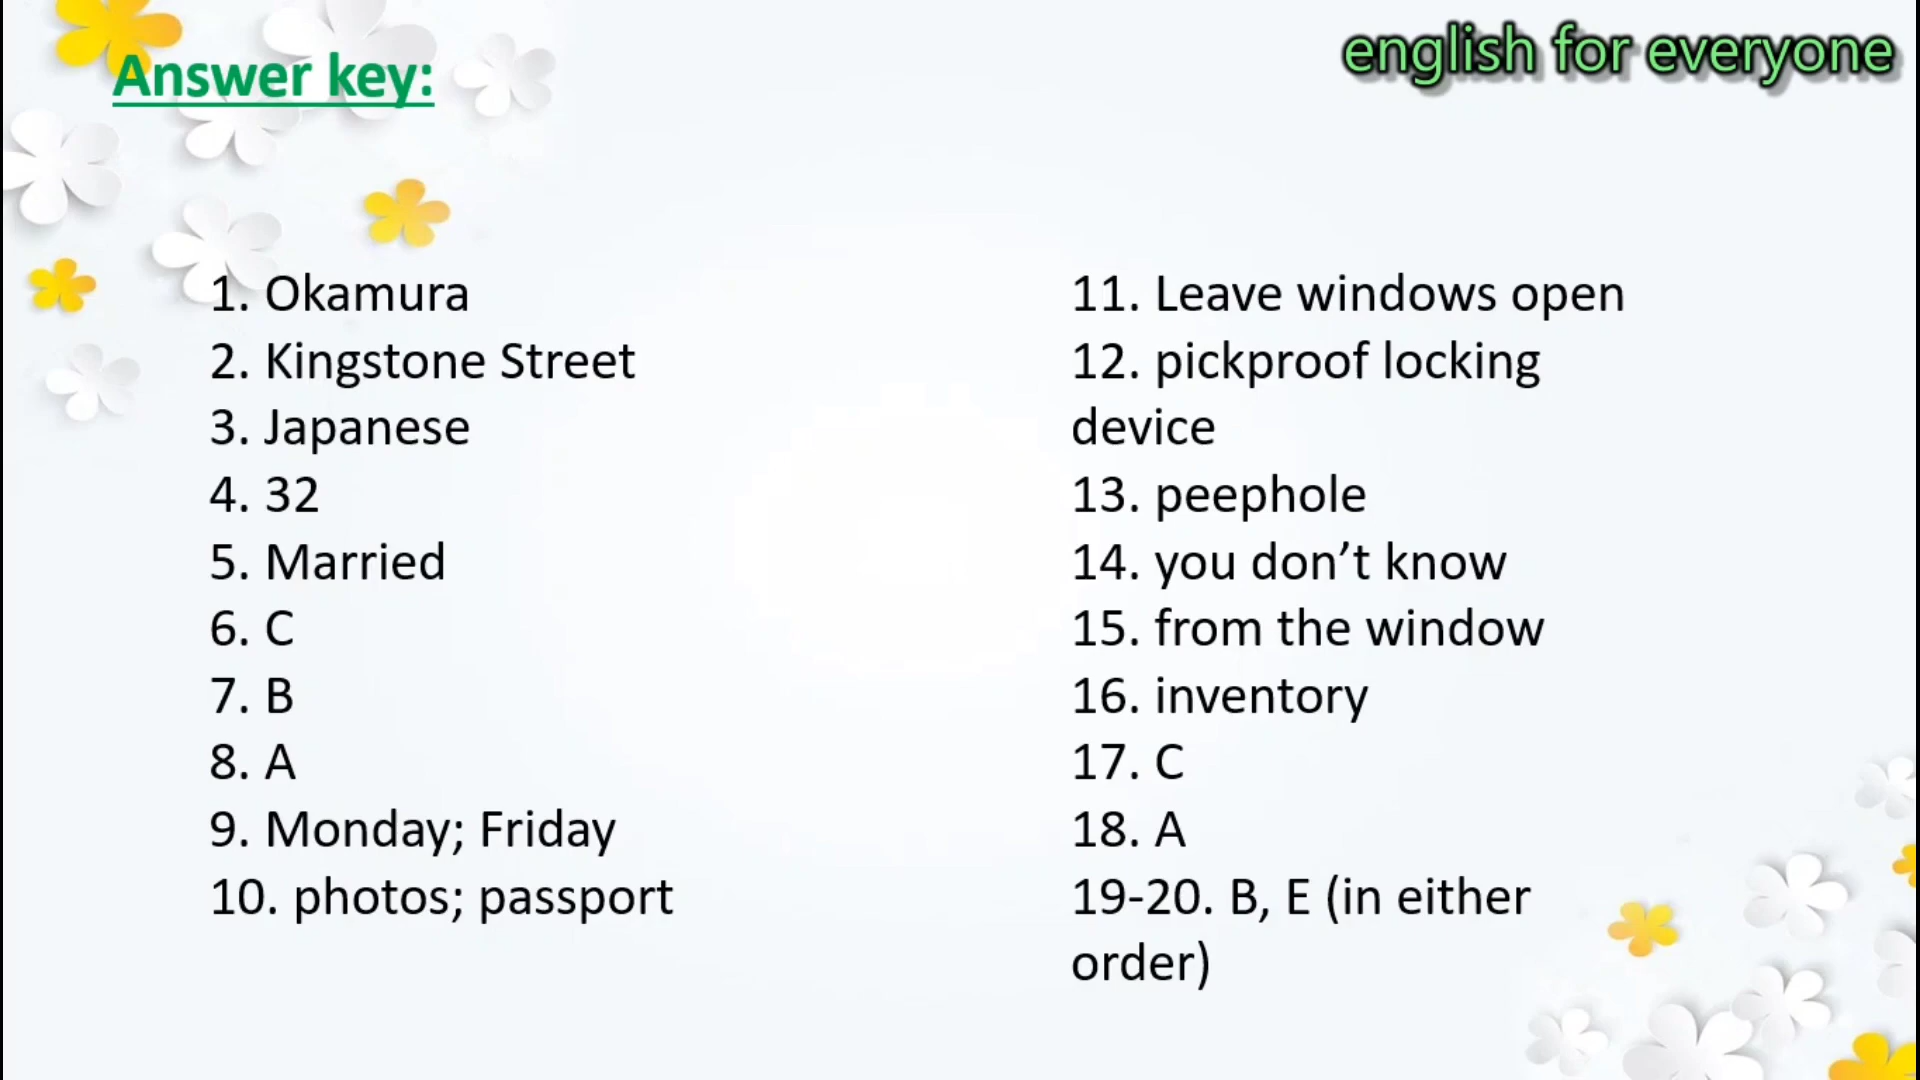 Answer key:
english for everyone
1. Okamura
2. Kingstone Street
3. Japanese
4. 32
5. Married
6. C
7. B
8. A
9. Monday; Friday
10. photos; passport
11. Leave windows open
12. pickproof locking
device
13. peephole
14. you don’t know
15. from the window
16. inventory
17. C
18. A
19-20. B, E (in either
order)